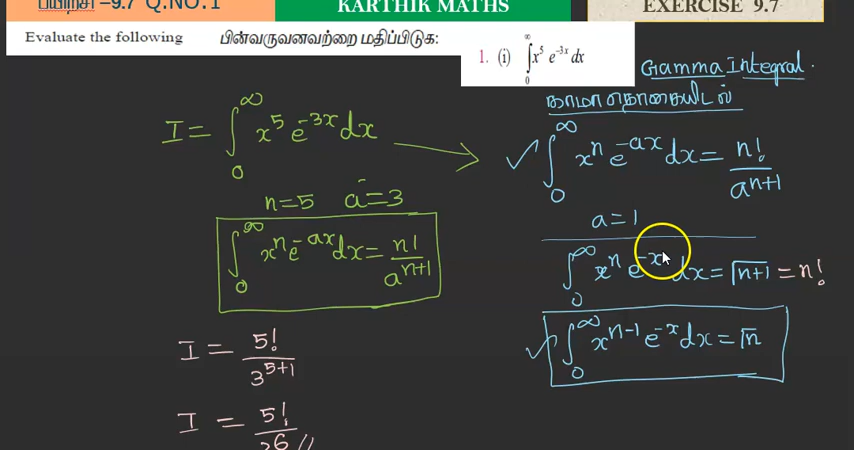 பயிற்சி –9.7 Q.NO.1
KARTHIK MATHS
EXERCISE 9.7
Evaluate the following பின்வருவனவற்றை மதிப்பிடுக:
1. (i) ∫₀^∞ x⁵ e^{-3x} dx
Gamma Integral.
காமா தொகையிடல்
I = ∫₀^∞ x⁵ e^{-3x} dx →
✓ ∫₀^∞ xⁿ e^{-ax} dx = n!/a^{n+1}
n=5 a=3
∫₀^∞ xⁿ e^{-ax} dx = n!/a^{n+1}
a=1
∫₀^∞ xⁿ e^{-x} dx = Γn+1 = n!
✓ ∫₀^∞ x^{n-1} e^{-x} dx = Γn
I = 5!/3^{5+1}
I = 5!/3⁶ //